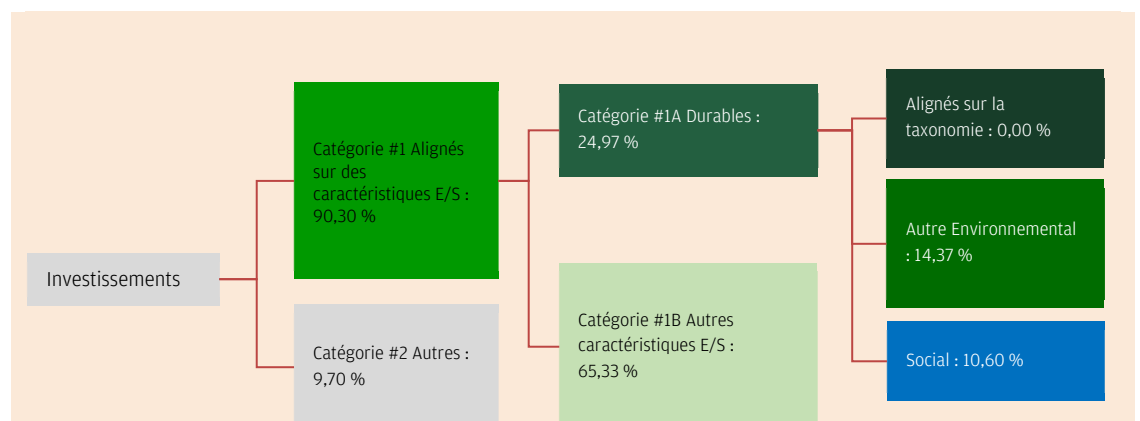 Investissements
Catégorie #1 Alignés
sur des
caractéristiques E/S :
90,30 %
Catégorie #2 Autres :
9,70 %
Catégorie #1A Durables :
24,97 %
Catégorie #1B Autres
caractéristiques E/S :
65,33 %
Alignés sur la
taxonomie : 0,00 %
Autre Environnemental
: 14,37 %
Social : 10,60 %